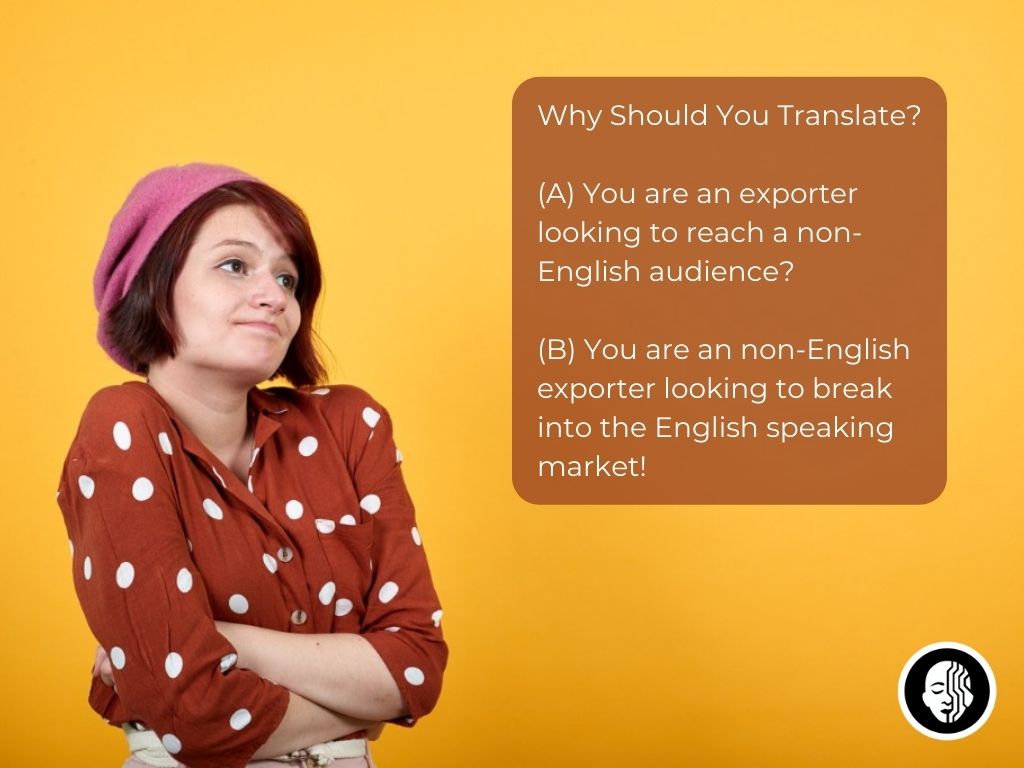 Why Should You Translate?
(A) You are an exporter
looking to reach a non-
English audience?
(B) You are an non-English
exporter looking to break
into the English speaking
market!